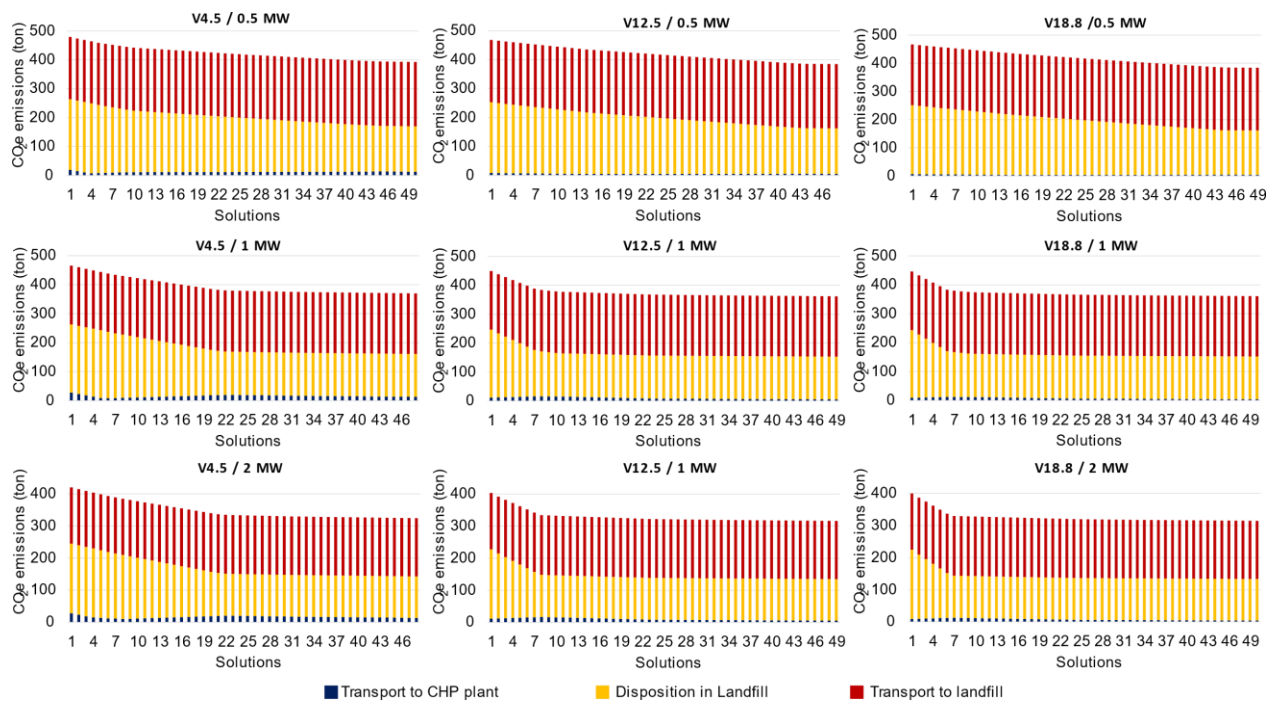 V4.5 / 0.5 MW
CO2e emissions (ton)
500
400
300
200
100
0
1 4 7 10 13 16 19 22 25 28 31 34 37 40 43 46 49
Solutions
V12.5 / 0.5 MW
CO2e emissions (ton)
500
400
300
200
100
0
1 4 7 10 13 16 19 22 25 28 31 34 37 40 43 46
Solutions
V18.8 /0.5 MW
CO2e emissions (ton)
500
400
300
200
100
0
1 4 7 10 13 16 19 22 25 28 31 34 37 40 43 46 49
Solutions
V4.5 / 1 MW
CO2e emissions (ton)
500
400
300
200
100
0
1 4 7 10 13 16 19 22 25 28 31 34 37 40 43 46
Solutions
V12.5 / 1 MW
CO2e emissions (ton)
500
400
300
200
100
0
1 4 7 10 13 16 19 22 25 28 31 34 37 40 43 46 49
Solutions
V18.8 / 1 MW
CO2e emissions (ton)
500
400
300
200
100
0
1 4 7 10 13 16 19 22 25 28 31 34 37 40 43 46 49
Solutions
V4.5 / 2 MW
CO2e emissions (ton)
400
300
200
100
0
1 4 7 10 13 16 19 22 25 28 31 34 37 40 43 46
Solutions
V12.5 / 1 MW
CO2e emissions (ton)
400
300
200
100
0
1 4 7 10 13 16 19 22 25 28 31 34 37 40 43 46 49
Solutions
V18.8 / 2 MW
CO2e emissions (ton)
400
300
200
100
0
1 4 7 10 13 16 19 22 25 28 31 34 37 40 43 46 49
Solutions
Transport to CHP plant
Disposition in Landfill
Transport to landfill